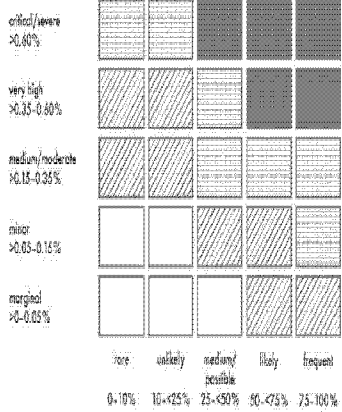 critical/severe
>0.60%
very high
>0.35-0.60%
medium/moderate
>0.15-0.35%
minor
>0.05-0.15%
marginal
>0-0.05%
rare unlikely medium/ likely frequent
possible
0-10% 10-<25% 25-<50% 50-<75% 75-100%